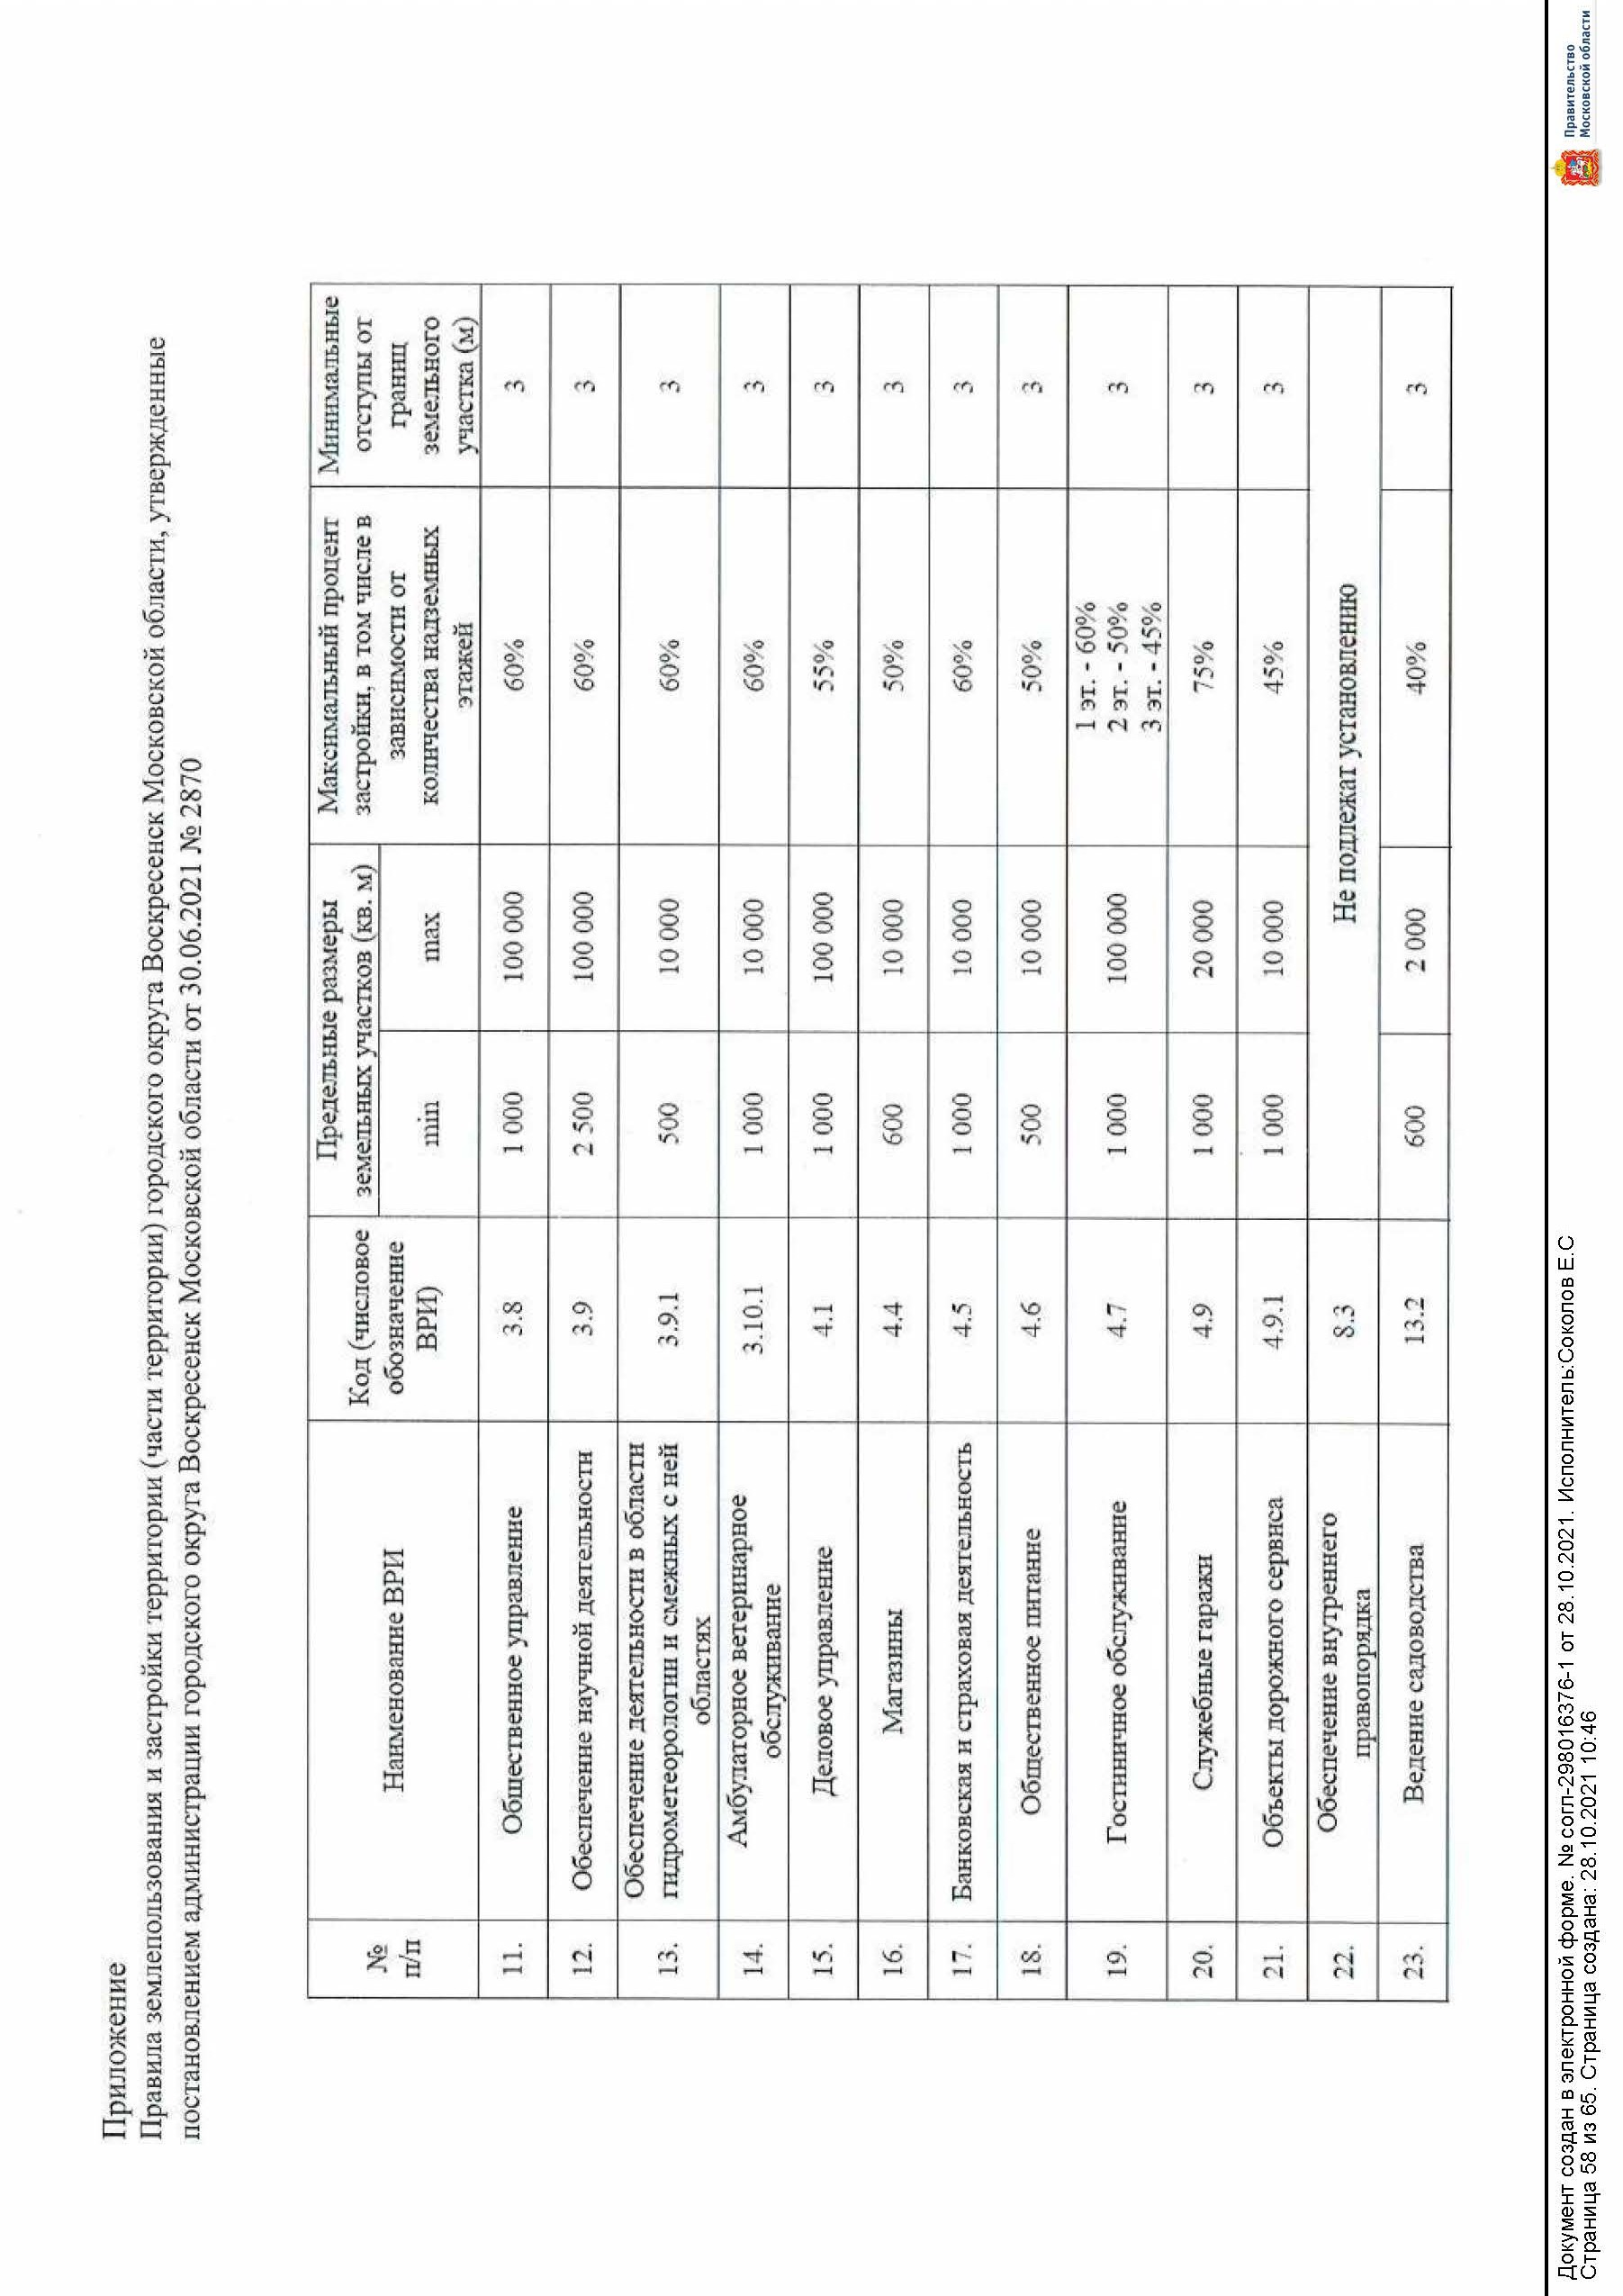 Приложение
Правила землепользования и застройки территории (части территории) городского округа Воскресенск Московской области, утвержденные
постановлением администрации городского округа Воскресенск Московской области от 30.06.2021 № 2870
№ п/п
Наименование ВРИ
Код (числовое
обозначение
ВРИ)
Предельные размеры
земельных участков (кв. м)
min
max
Максимальный процент
застройки, в том числе в
зависимости от
количества надземных
этажей
Минимальные
отступы от
границ
земельного
участка (м)
11. Общественное управление 3.8 1 000 100 000 60% 3
12. Обеспечение научной деятельности 3.9 2 500 100 000 60% 3
13. Обеспечение деятельности в области
гидрометеорологии и смежных с ней
областях
3.9.1 500 10 000 60% 3
14. Амбулаторное ветеринарное
обслуживание
3.10.1 1 000 10 000 60% 3
15. Деловое управление 4.1 1 000 100 000 55% 3
16. Магазины 4.4 600 10 000 50% 3
17. Банковская и страховая деятельность 4.5 1 000 10 000 60% 3
18. Общественное питание 4.6 500 10 000 50% 3
19. Гостиничное обслуживание 4.7 1 000 100 000
1 эт. - 60%
2 эт. - 50%
3 эт. - 45%
3
20. Служебные гаражи 4.9 1 000 20 000 75% 3
21. Объекты дорожного сервиса 4.9.1 1 000 10 000 45% 3
22. Обеспечение внутреннего
правопорядка
8.3 Не подлежат установлению
23. Ведение садоводства 13.2 600 2 000 40% 3
Документ создан в электронной форме. № согл-298016376-1 от 28.10.2021. Исполнитель:Соколов Е.С
Страница 58 из 65. Страница создана: 28.10.2021 10:46
Правительство
Московской области